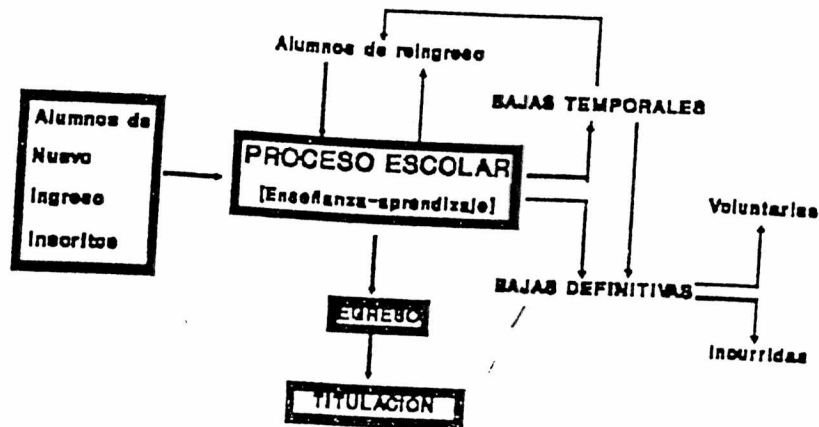 Alumnos de reingreso
BAJAS TEMPORALES
Alumnos de
Nuevo
Ingreso
Inscritos
PROCESO ESCOLAR
[Enseñanza-aprendizaje]
Voluntarias
BAJAS DEFINITIVAS
EGRESO
Incurridas
TITULACION